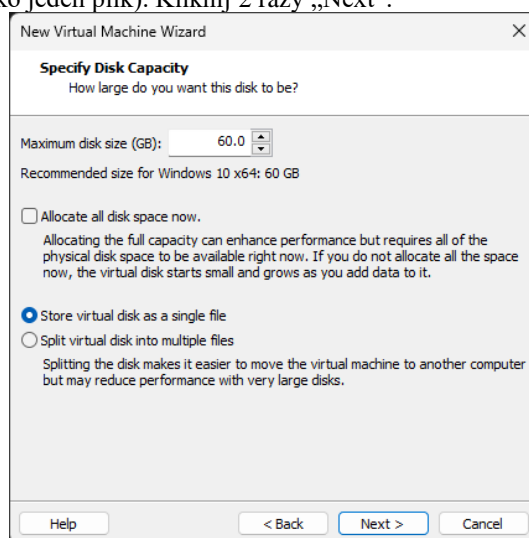 ko jeden plik). Kliknij 2 razy „Next”.
New Virtual Machine Wizard
Specify Disk Capacity
How large do you want this disk to be?
Maximum disk size (GB): 60.0
Recommended size for Windows 10 x64: 60 GB
Allocate all disk space now.
Allocating the full capacity can enhance performance but requires all of the
physical disk space to be available right now. If you do not allocate all the space
now, the virtual disk starts small and grows as you add data to it.
Store virtual disk as a single file
Split virtual disk into multiple files
Splitting the disk makes it easier to move the virtual machine to another computer
but may reduce performance with very large disks.
Help < Back Next > Cancel